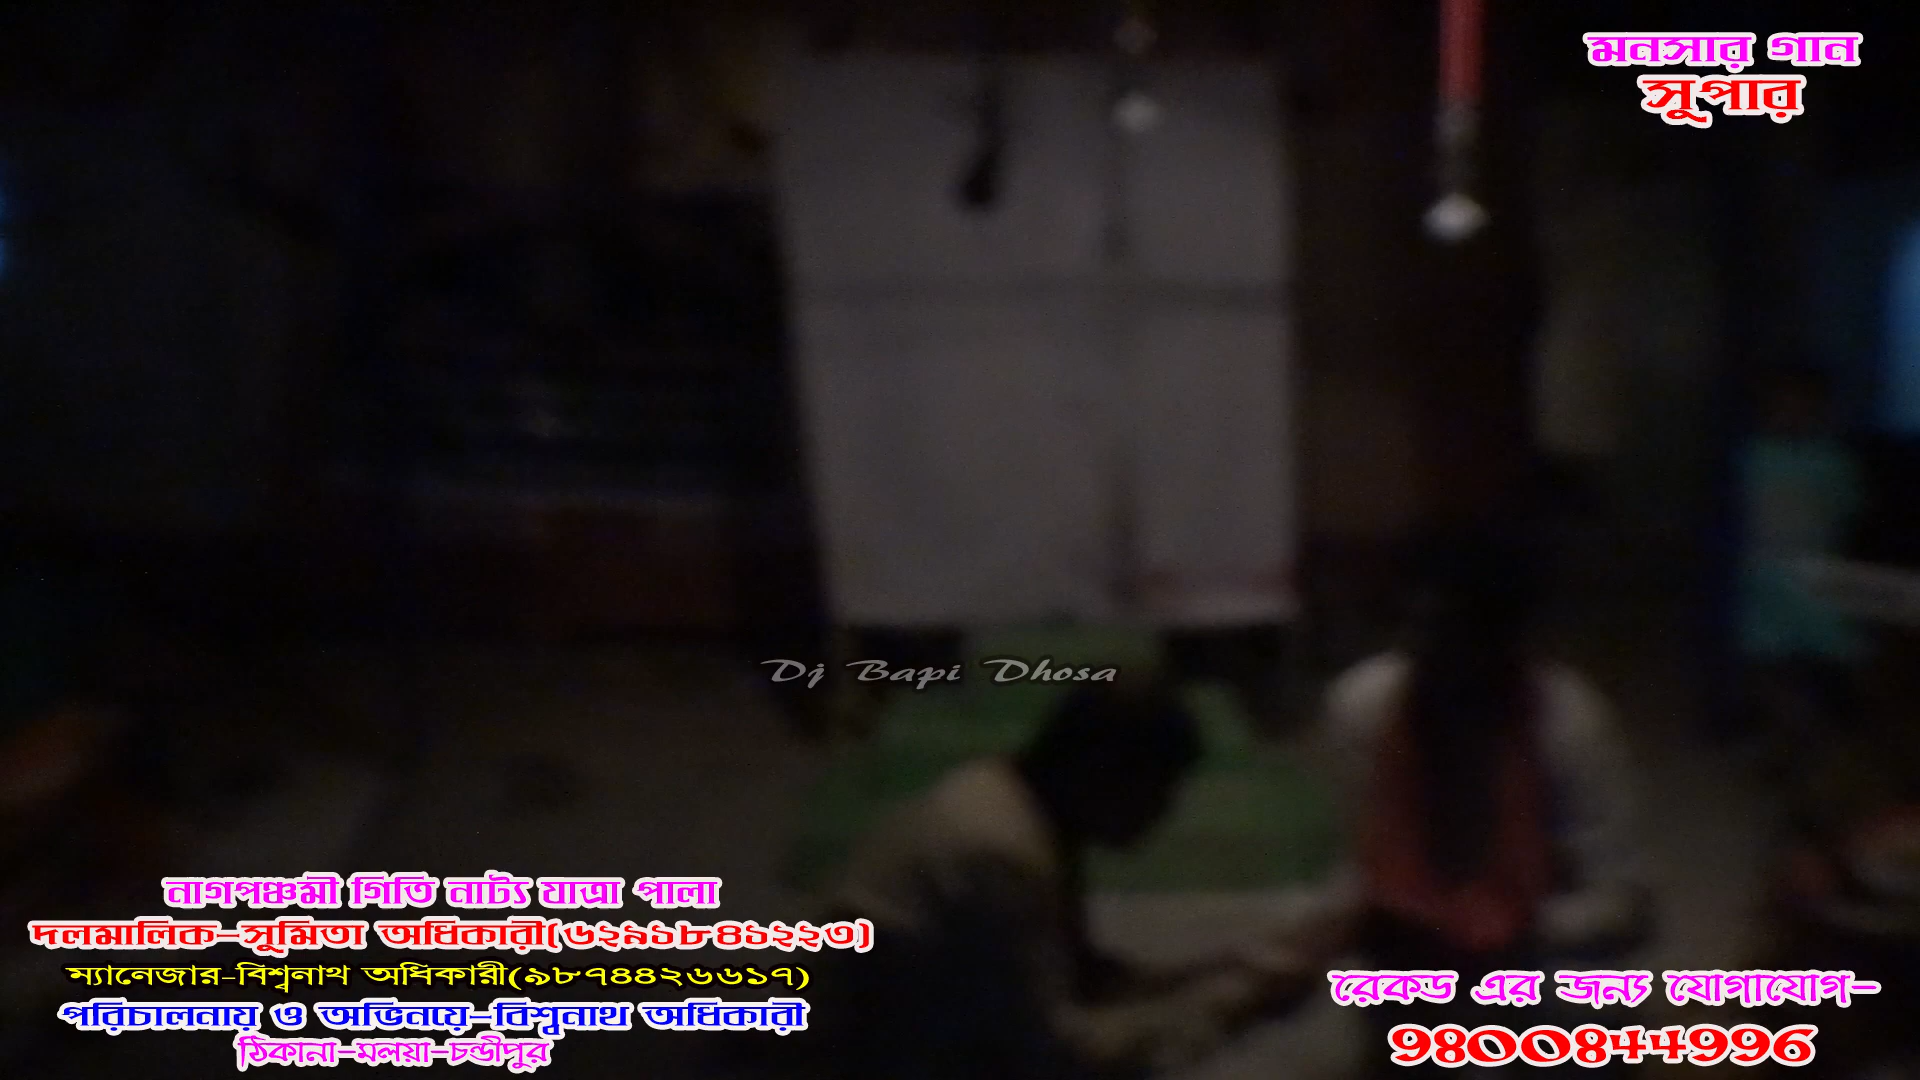 মনসার গান
সুপার
Dj Bapi Dhosa
নাগপঞ্চমী গিতি নাট্য যাত্রা পালা
দলমালিক-সুমিতা অধিকারী(৬২৯১৮৪১২২৩)
ম্যানেজার-বিশ্বনাথ অধিকারী(৯৮৭৪৪২৬৬১৭)
পরিচালনায় ও অভিনয়ে-বিশ্বনাথ অধিকারী
ঠিকানা-মলয়া-চন্ডীপুর
রেকড এর জন্য যোগাযোগ-
9800844996